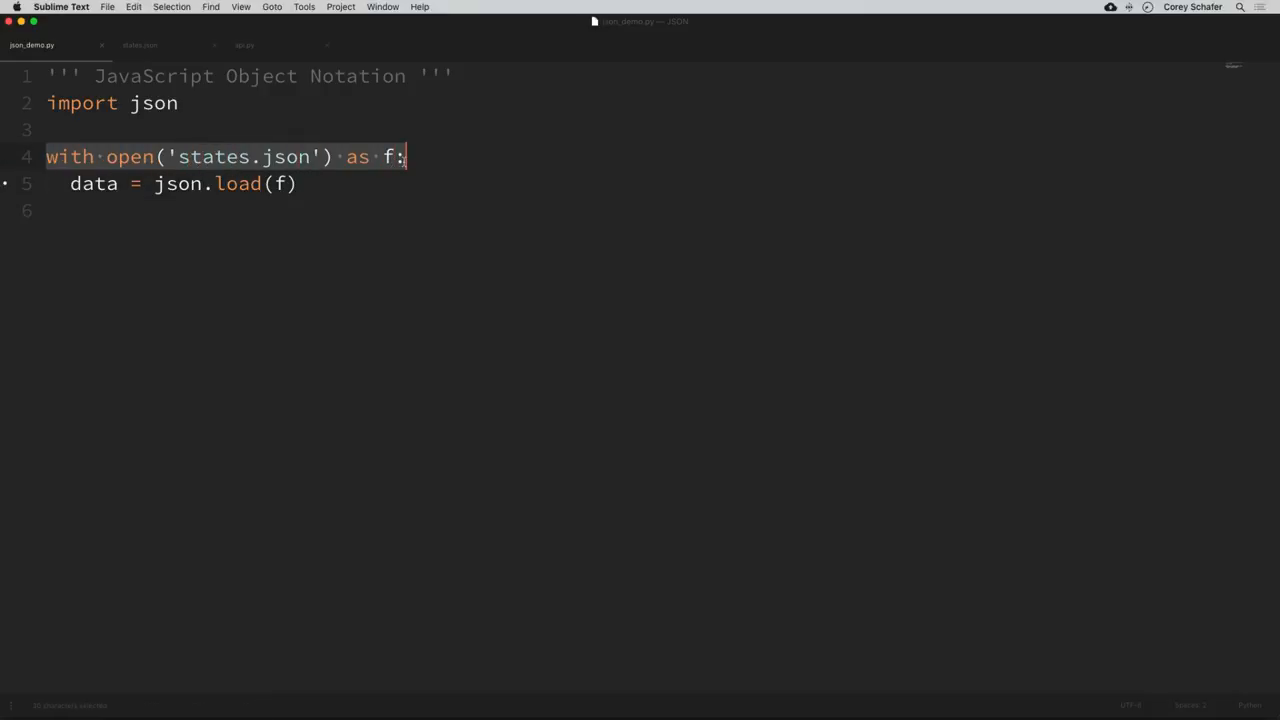 Sublime Text File Edit Selection Find View Goto Tools Project Window Help Corey Schafer
json_demo.py — JSON
json_demo.py × states.json × api.py ×
1 ''' JavaScript Object Notation '''
2 import json
3
4 with open('states.json') as f:
5 data = json.load(f)
6
30 characters selected UTF-8 Spaces: 2 Python